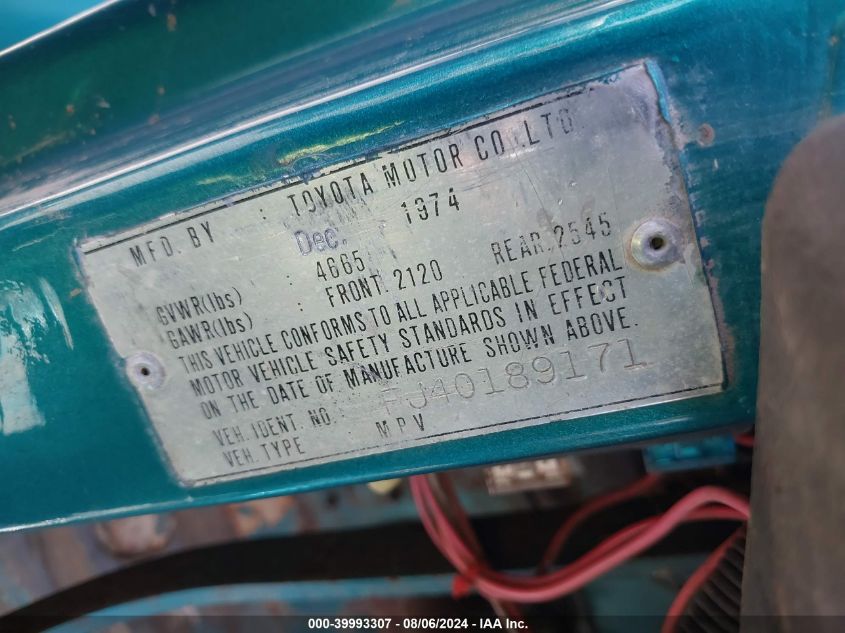 MFD. BY : TOYOTA MOTOR CO.,LTD.
Dec. 1974
GVWR(lbs) : 4665
GAWR(lbs) : FRONT:2120 REAR:2545
THIS VEHICLE CONFORMS TO ALL APPLICABLE FEDERAL
MOTOR VEHICLE SAFETY STANDARDS IN EFFECT
ON THE DATE OF MANUFACTURE SHOWN ABOVE.
VEH. IDENT. NO. FJ40189171
VEH. TYPE MPV
000-39993307 - 08/06/2024 - IAA Inc.